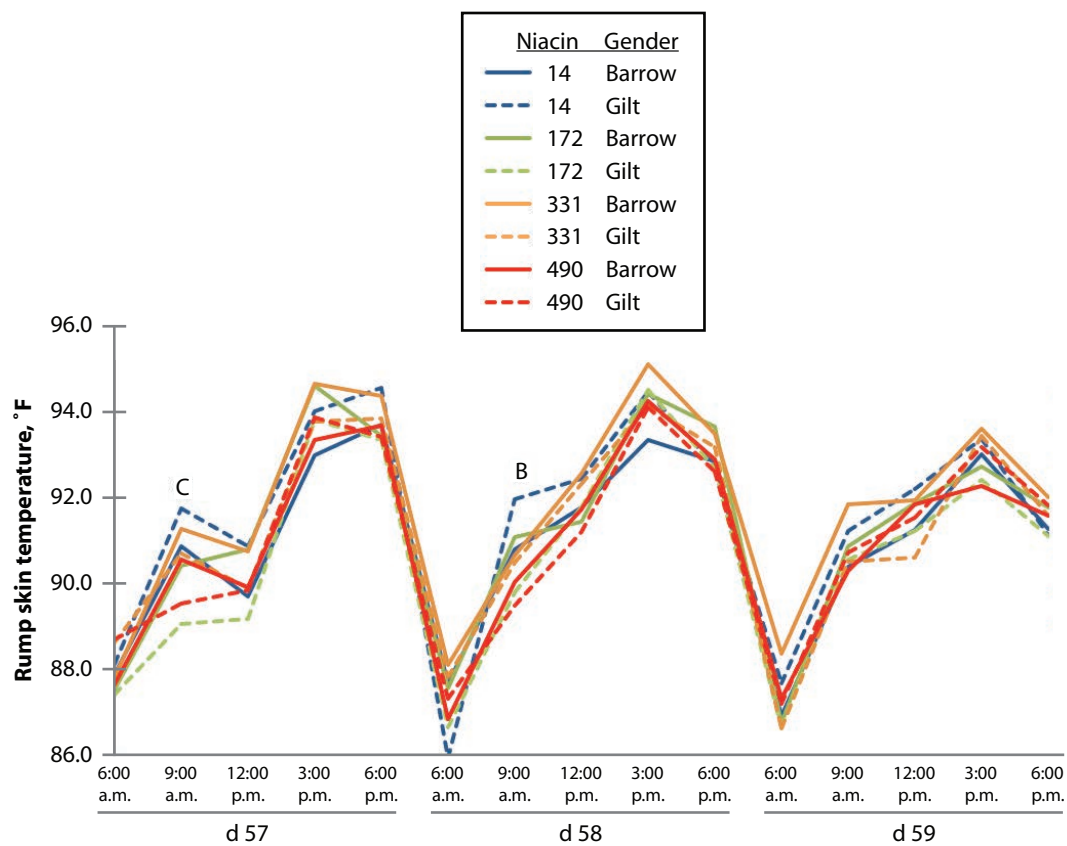 Niacin Gender
14 Barrow
14 Gilt
172 Barrow
172 Gilt
331 Barrow
331 Gilt
490 Barrow
490 Gilt
Rump skin temperature, ˚F
96.0
94.0
92.0
90.0
88.0
86.0
C
B
6:00 9:00 12:00 3:00 6:00 6:00 9:00 12:00 3:00 6:00 6:00 9:00 12:00 3:00 6:00
a.m. a.m. p.m. p.m. p.m. a.m. a.m. p.m. p.m. p.m. a.m. a.m. p.m. p.m. p.m.
d 57 d 58 d 59